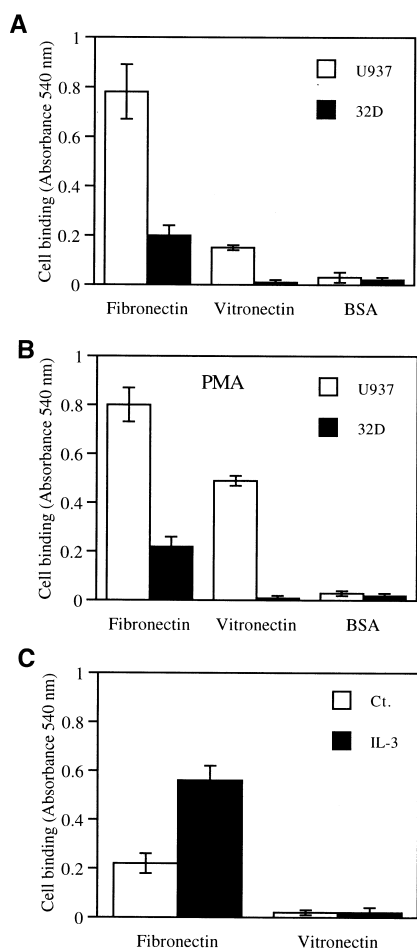 A
Cell binding (Absorbance 540 nm)
1
0.8
0.6
0.4
0.2
0
U937
32D
Fibronectin Vitronectin BSA
B
Cell binding (Absorbance 540 nm)
1
0.8
0.6
0.4
0.2
0
PMA
U937
32D
Fibronectin Vitronectin BSA
C
Cell binding (Absorbance 540 nm)
1
0.8
0.6
0.4
0.2
0
Ct.
IL-3
Fibronectin Vitronectin